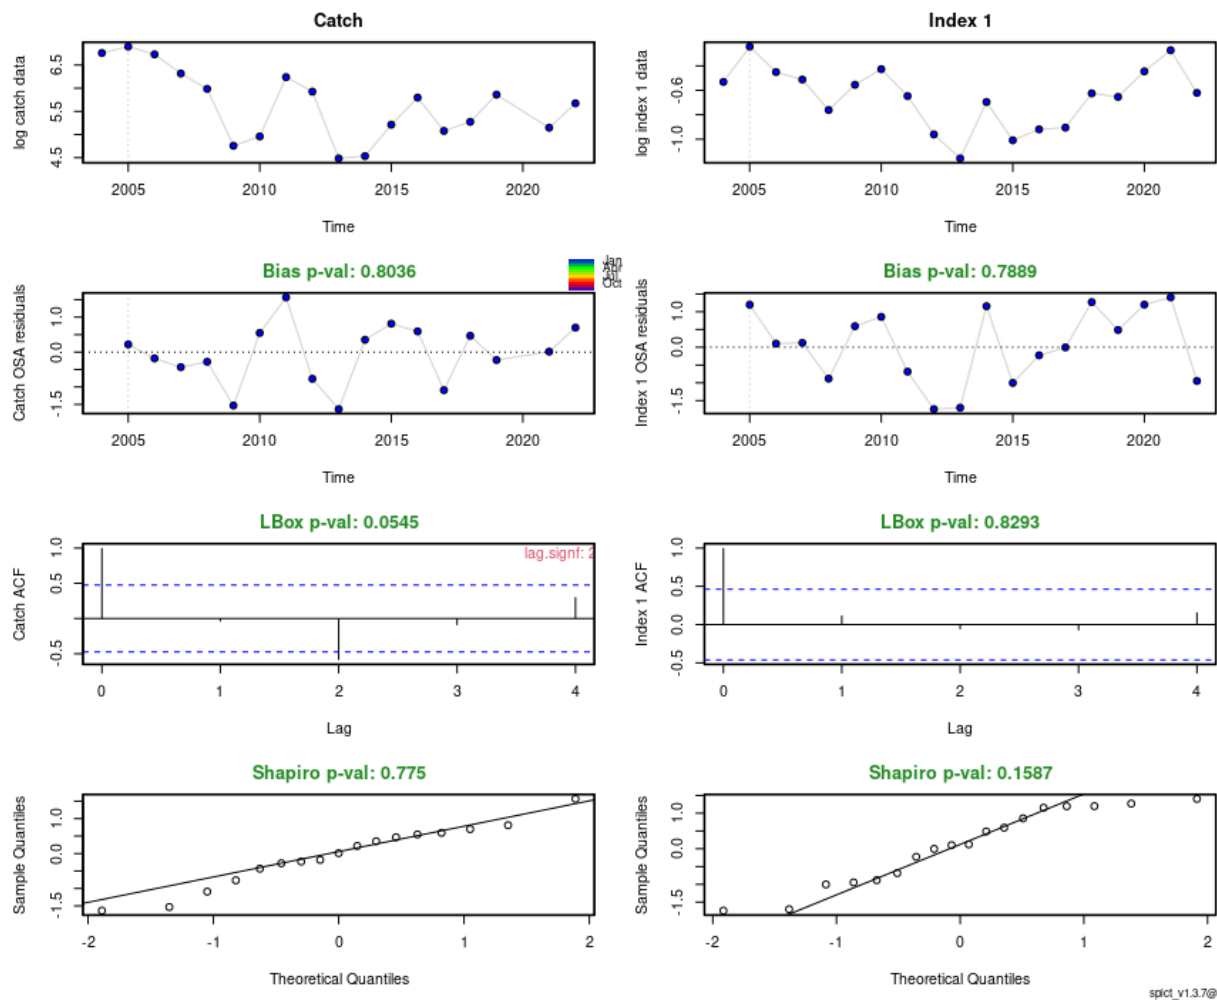 Catch
log catch data
4.5 5.5 6.5
2005 2010 2015 2020
Time
Index 1
log index 1 data
-1.0 -0.6
2005 2010 2015 2020
Time
Bias p-val: 0.8036
Jan
Apr
Jul
Oct
Catch OSA residuals
-1.5 0.0 1.0
2005 2010 2015 2020
Time
Bias p-val: 0.7889
Index 1 OSA residuals
-1.5 0.0 1.0
2005 2010 2015 2020
Time
LBox p-val: 0.0545
lag.signf: 2
Catch ACF
-0.5 0.5 1.0
0 1 2 3 4
Lag
LBox p-val: 0.8293
Index 1 ACF
-0.5 0.0 0.5 1.0
0 1 2 3 4
Lag
Shapiro p-val: 0.775
Sample Quantiles
-1.5 0.0 1.0
-2 -1 0 1 2
Theoretical Quantiles
Shapiro p-val: 0.1587
Sample Quantiles
-1.5 0.0 1.0
-2 -1 0 1 2
Theoretical Quantiles
spict_v1.3.7@